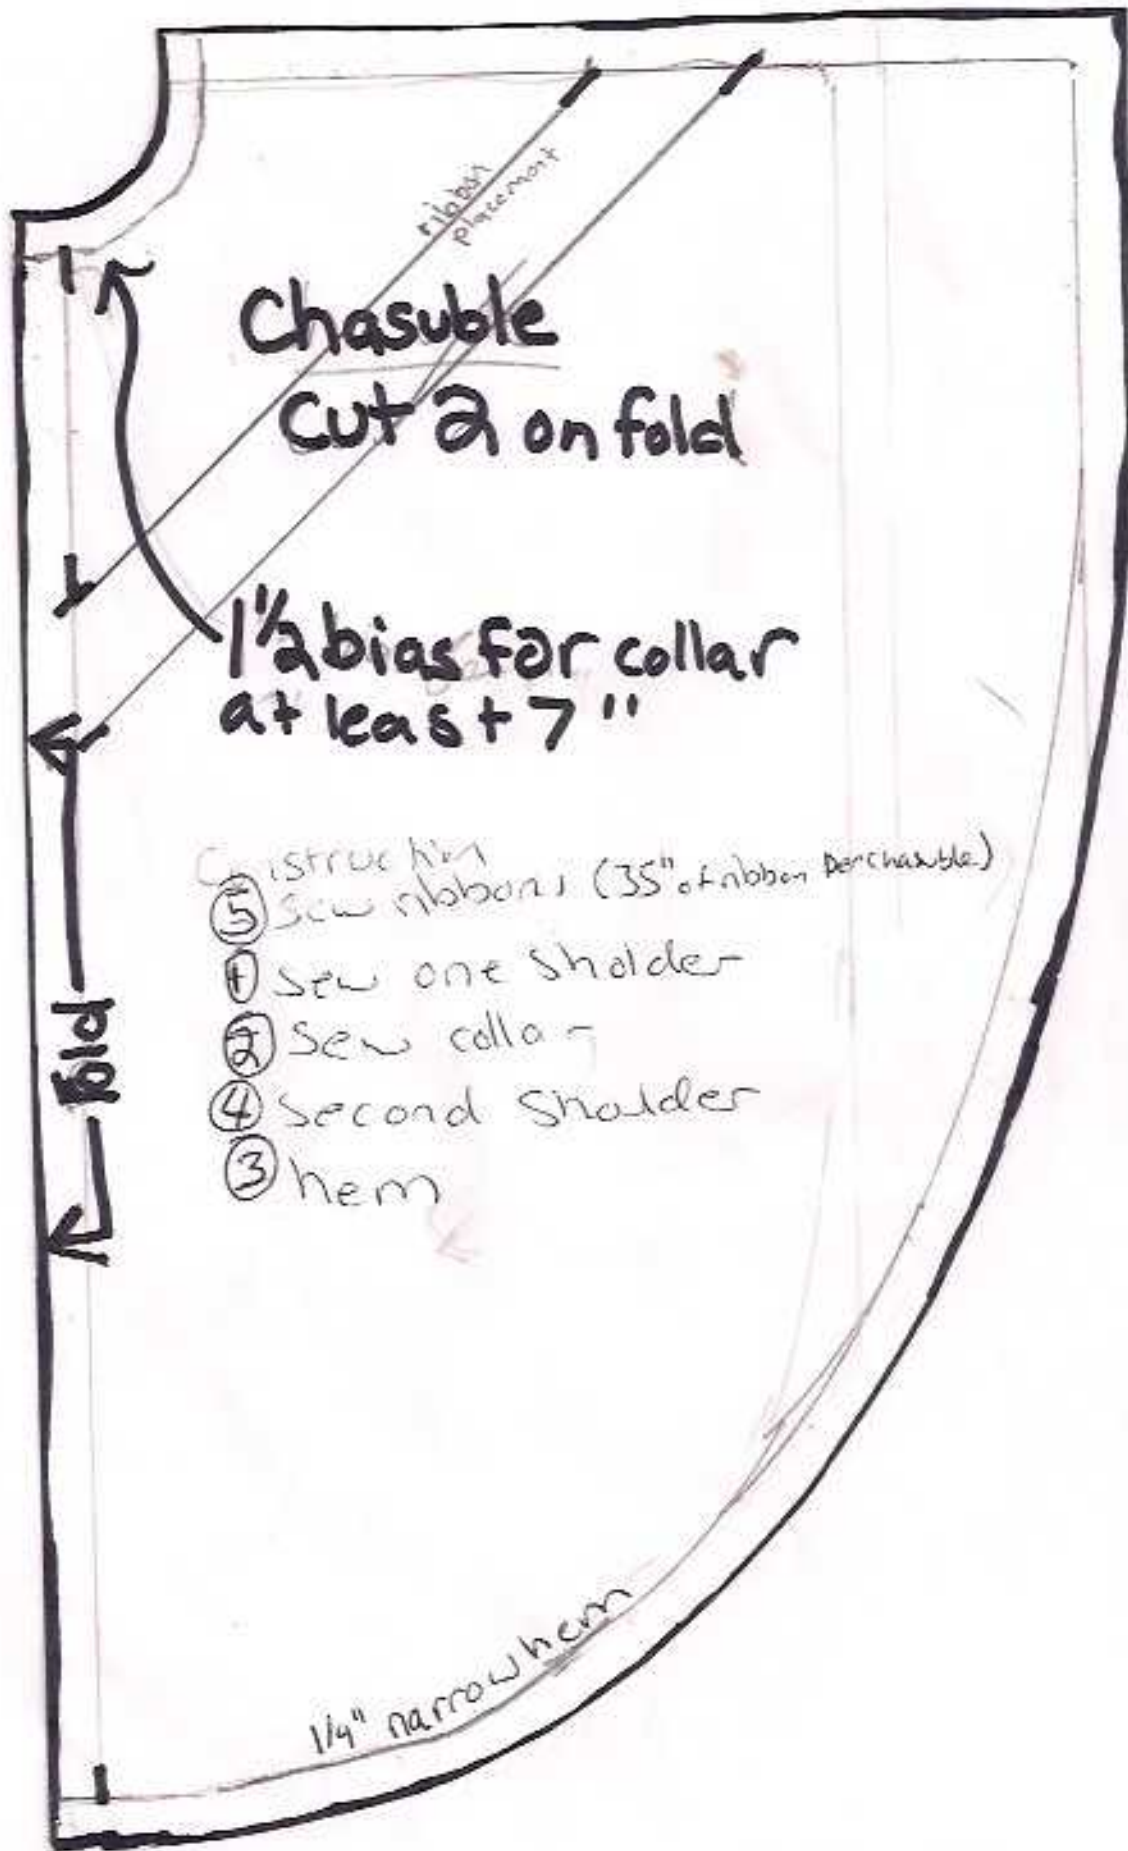 ribbon
placement
Chasuble
Cut 2 on fold
1 1/2 bias for collar
at least 7"
Construction
⑤ Sew ribbons (35" of ribbon per chasuble)
① Sew one sholder
② Sew collar
④ Second Sholder
③ hem
Fold
1/4" narrow hem